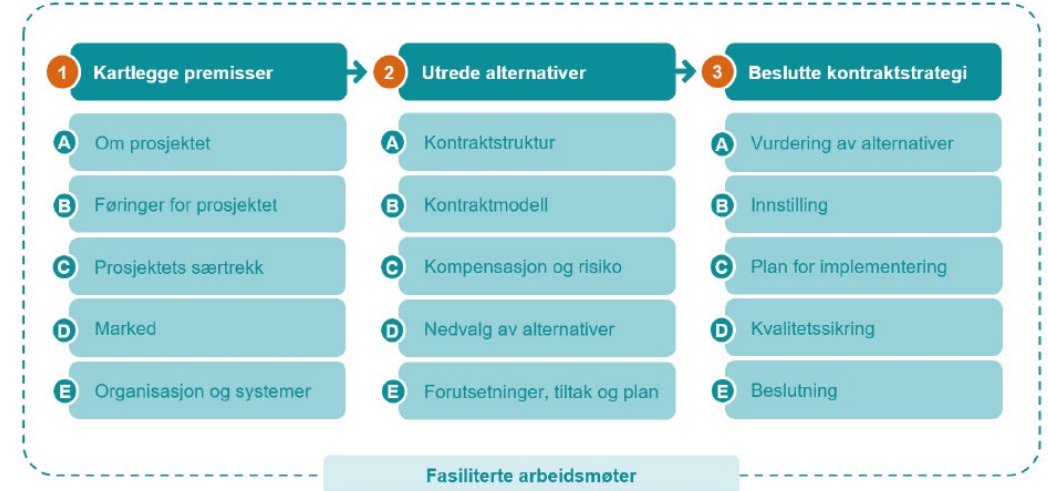 1 Kartlegge premisser
A Om prosjektet
B Føringer for prosjektet
C Prosjektets særtrekk
D Marked
E Organisasjon og systemer
2 Utrede alternativer
A Kontraktstruktur
B Kontraktmodell
C Kompensasjon og risiko
D Nedvalg av alternativer
E Forutsetninger, tiltak og plan
3 Beslutte kontraktstrategi
A Vurdering av alternativer
B Innstilling
C Plan for implementering
D Kvalitetssikring
E Beslutning
Fasiliterte arbeidsmøter